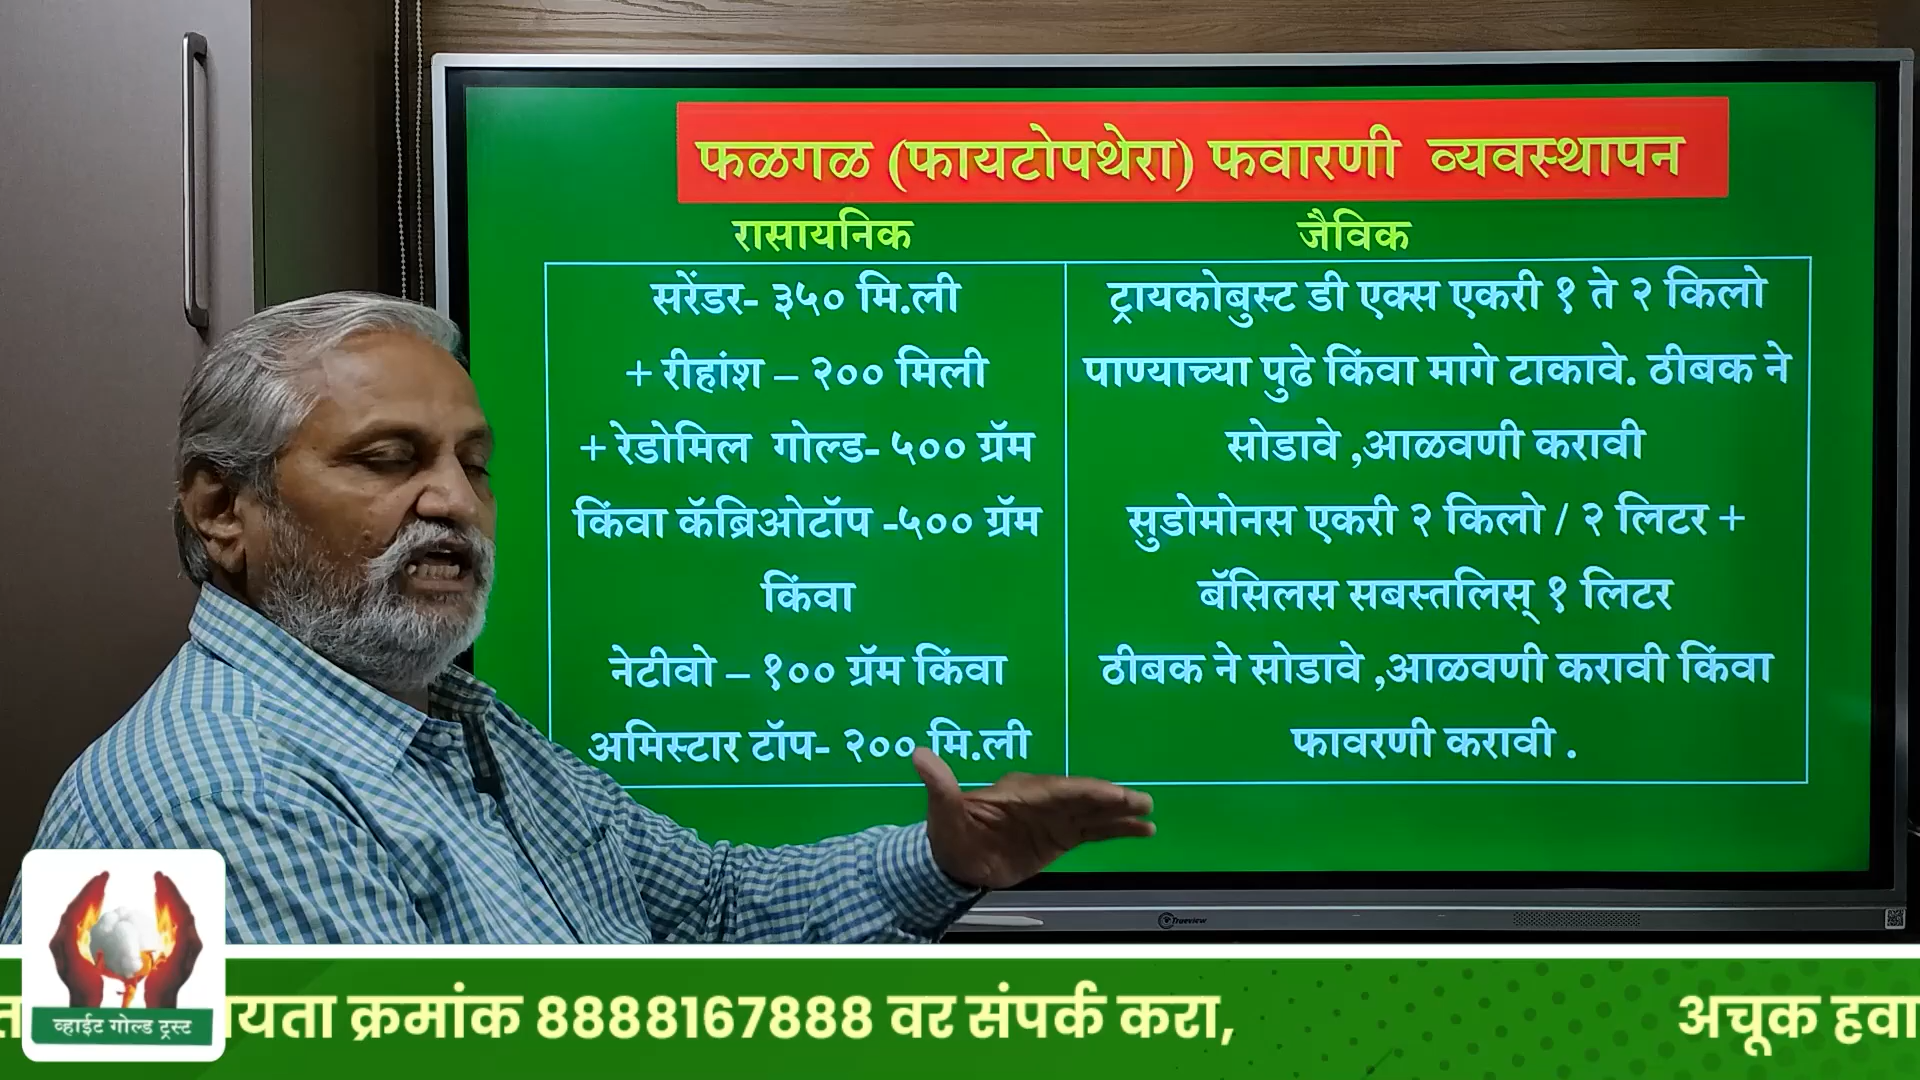 फळगळ (फायटोपथेरा) फवारणी व्यवस्थापन
रासायनिक
सरेंडर- ३५० मि.ली
+ रीहांश – २०० मिली
+ रेडोमिल गोल्ड- ५०० ग्रॅम
किंवा कॅब्रिओटॉप -५०० ग्रॅम
किंवा
नेटीवो – १०० ग्रॅम किंवा
अमिस्टार टॉप- २०० मि.ली
जैविक
ट्रायकोबुस्ट डी एक्स एकरी १ ते २ किलो
पाण्याच्या पुढे किंवा मागे टाकावे. ठीबक ने
सोडावे ,आळवणी करावी
सुडोमोनस एकरी २ किलो / २ लिटर +
बॅसिलस सबस्तलिस् १ लिटर
ठीबक ने सोडावे ,आळवणी करावी किंवा
फावरणी करावी .
Trueview
व्हाईट गोल्ड ट्रस्ट
यता क्रमांक 8888167888 वर संपर्क करा,
अचूक हवा